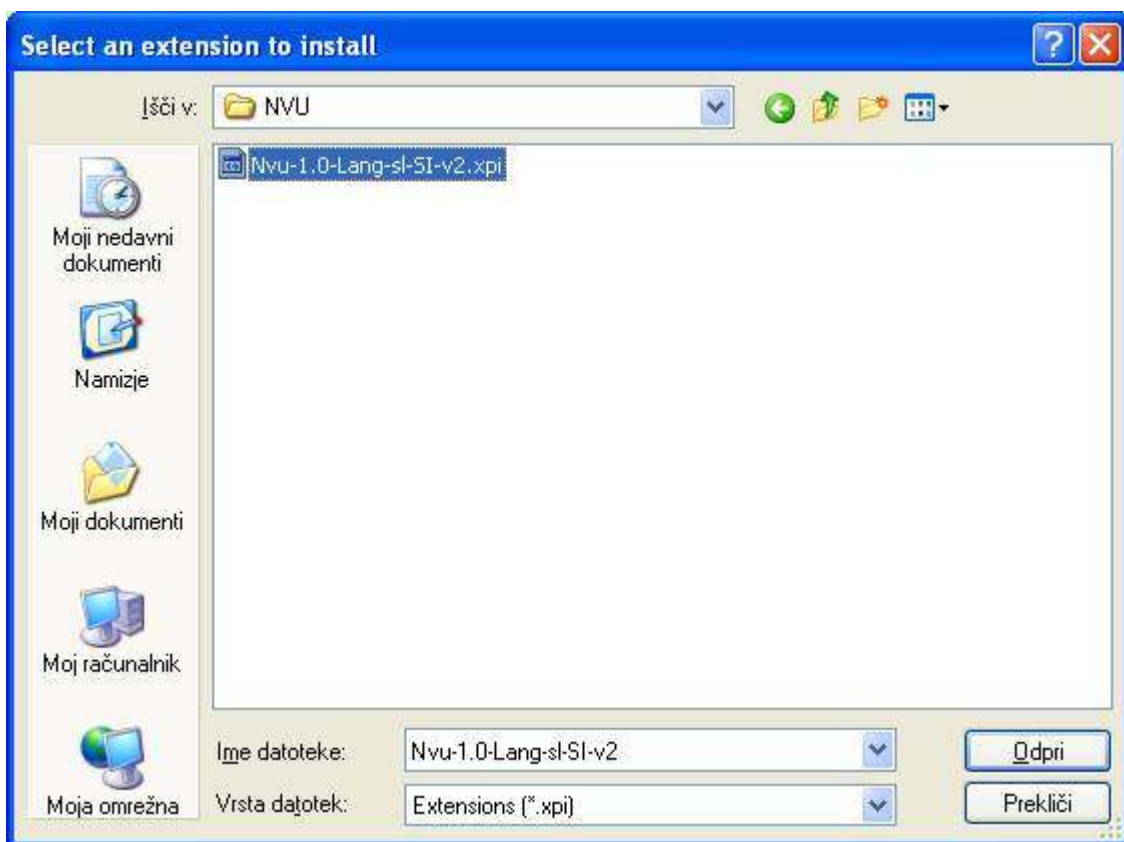 Select an extension to install
Išči v:
NVU
Nvu-1.0-Lang-sl-SI-v2.xpi
Moji nedavni
dokumenti
Namizje
Moji dokumenti
Moj računalnik
Moja omrežna
Ime datoteke:
Nvu-1.0-Lang-sl-SI-v2
Odpri
Vrsta datotek:
Extensions (*.xpi)
Prekliči